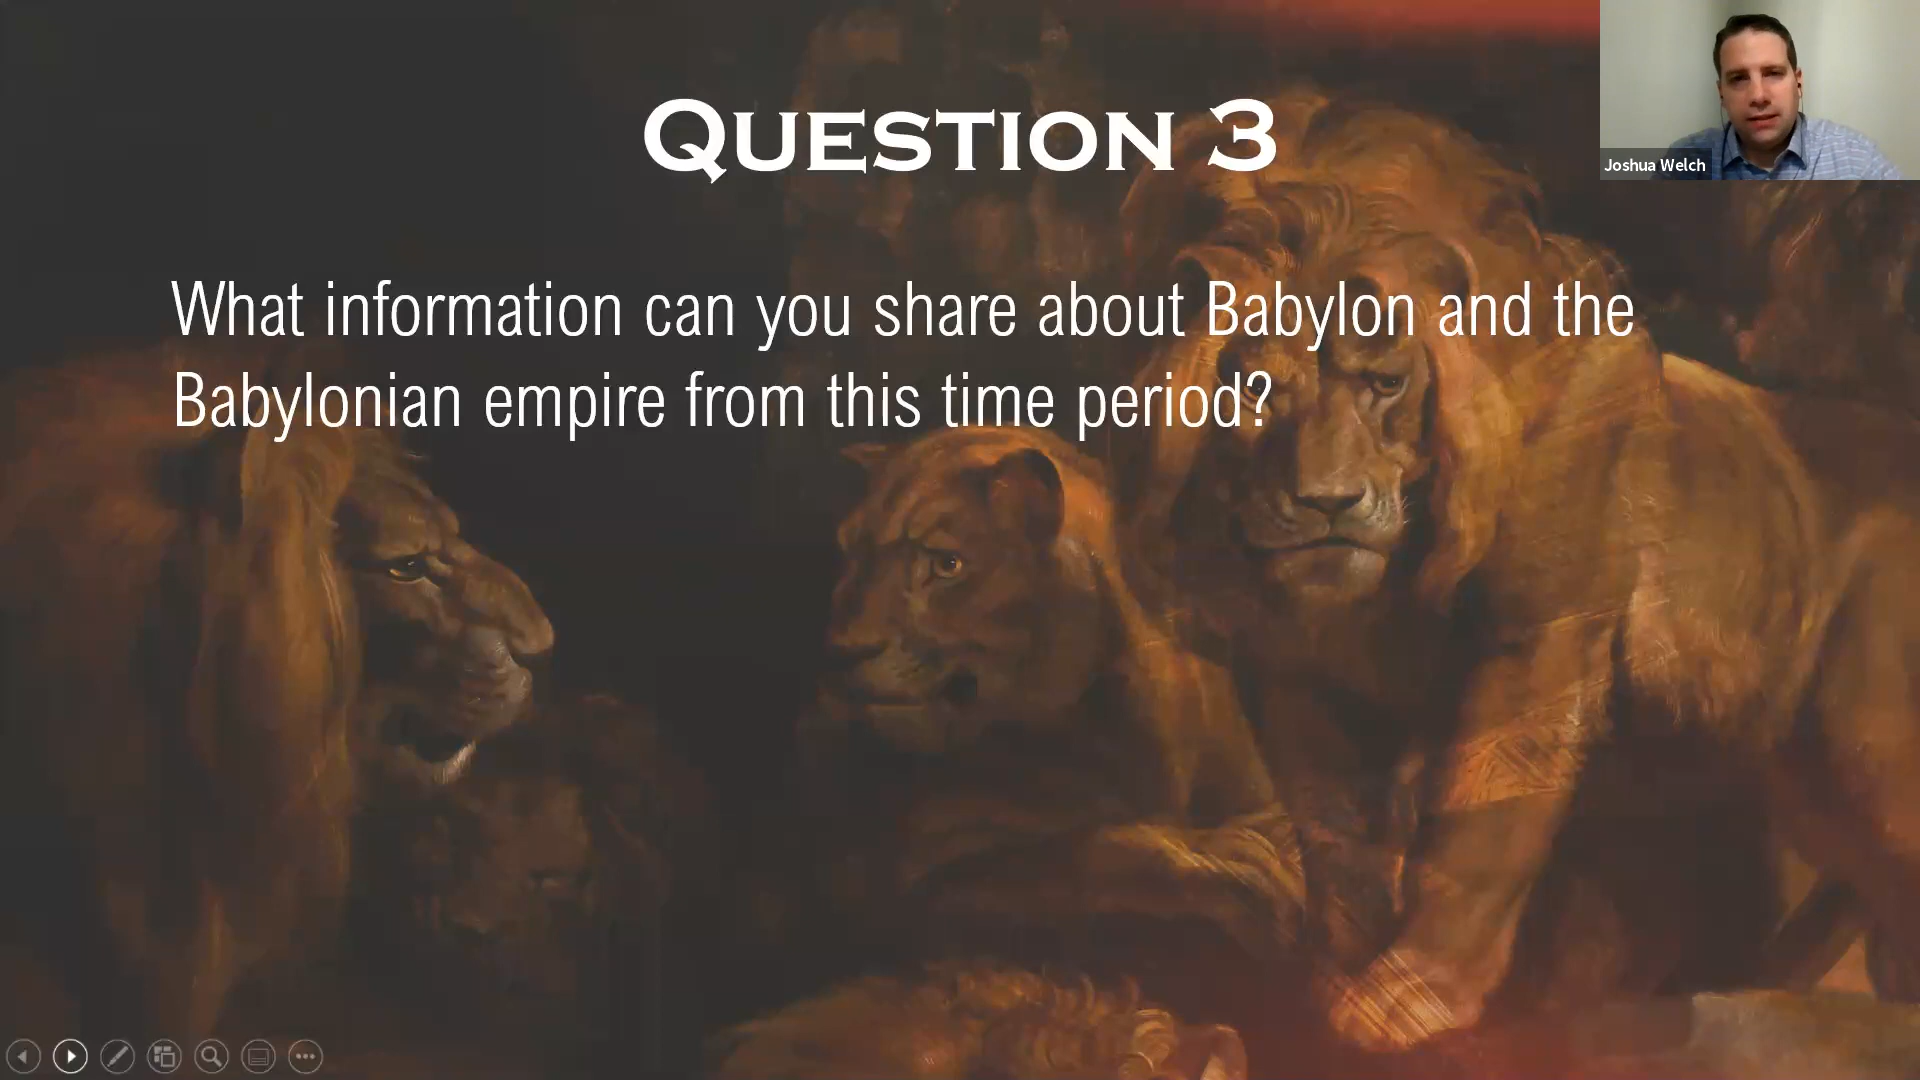 Question 3
Joshua Welch
What information can you share about Babylon and the
Babylonian empire from this time period?